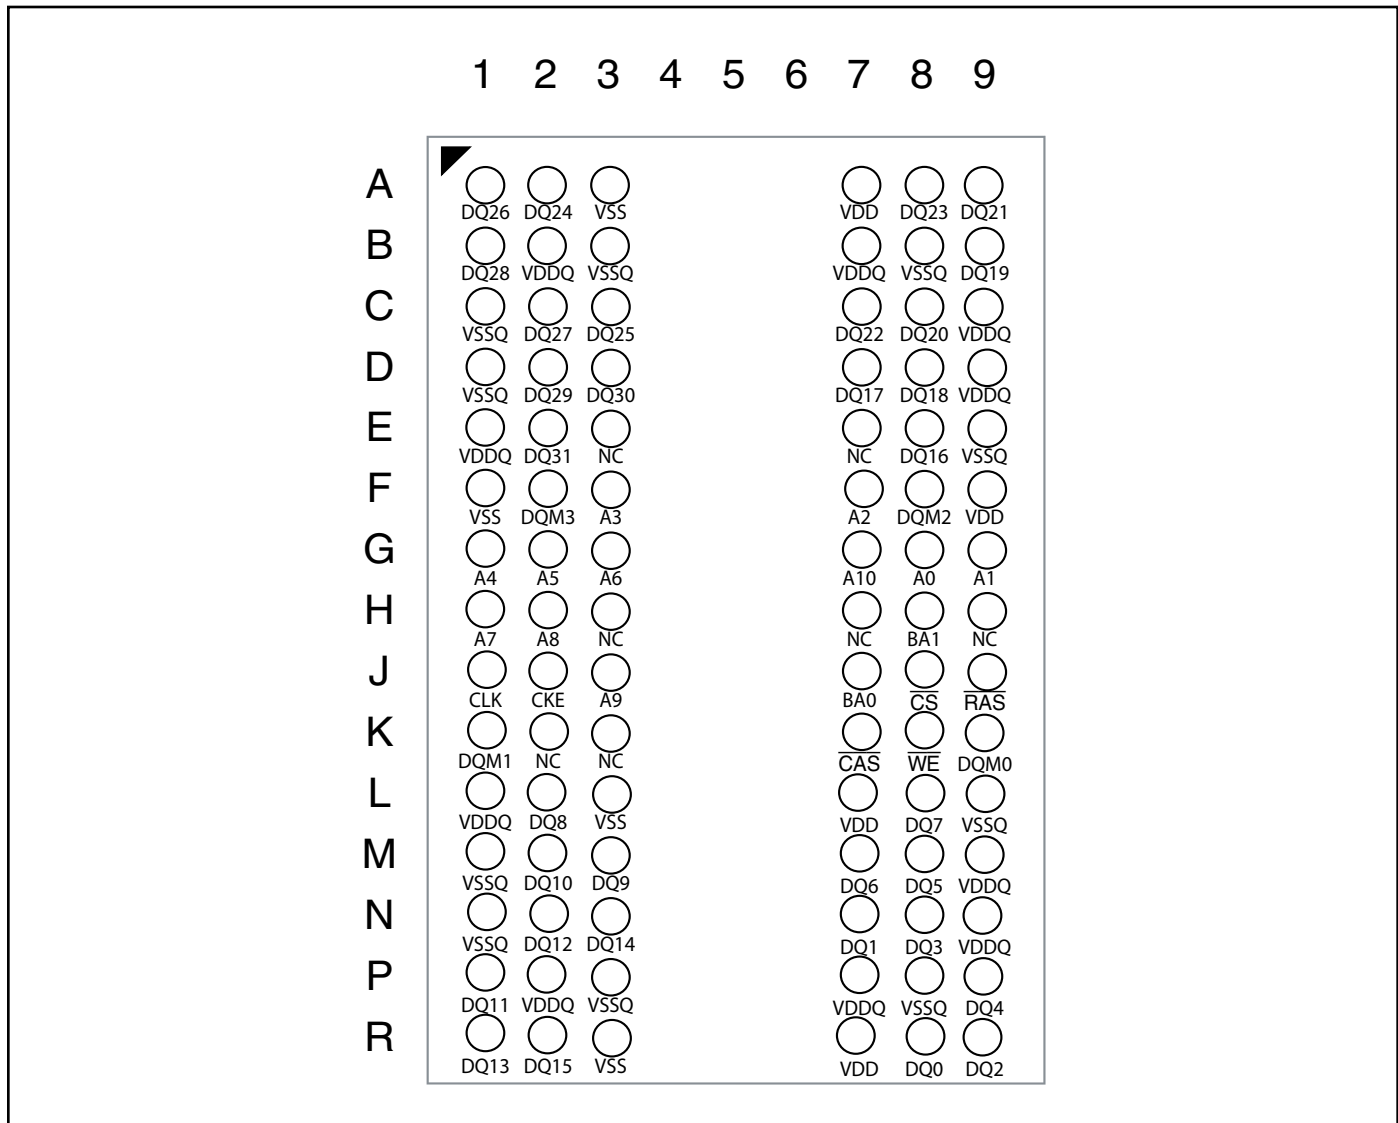 1 2 3 4 5 6 7 8 9
A
DQ26 DQ24 VSS VDD DQ23 DQ21
B
DQ28 VDDQ VSSQ VDDQ VSSQ DQ19
C
VSSQ DQ27 DQ25 DQ22 DQ20 VDDQ
D
VSSQ DQ29 DQ30 DQ17 DQ18 VDDQ
E
VDDQ DQ31 NC NC DQ16 VSSQ
F
VSS DQM3 A3 A2 DQM2 VDD
G
A4 A5 A6 A10 A0 A1
H
A7 A8 NC NC BA1 NC
J
CLK CKE A9 BA0 C̅S̅ R̅A̅S̅
K
DQM1 NC NC C̅A̅S̅ W̅E̅ DQM0
L
VDDQ DQ8 VSS VDD DQ7 VSSQ
M
VSSQ DQ10 DQ9 DQ6 DQ5 VDDQ
N
VSSQ DQ12 DQ14 DQ1 DQ3 VDDQ
P
DQ11 VDDQ VSSQ VDDQ VSSQ DQ4
R
DQ13 DQ15 VSS VDD DQ0 DQ2